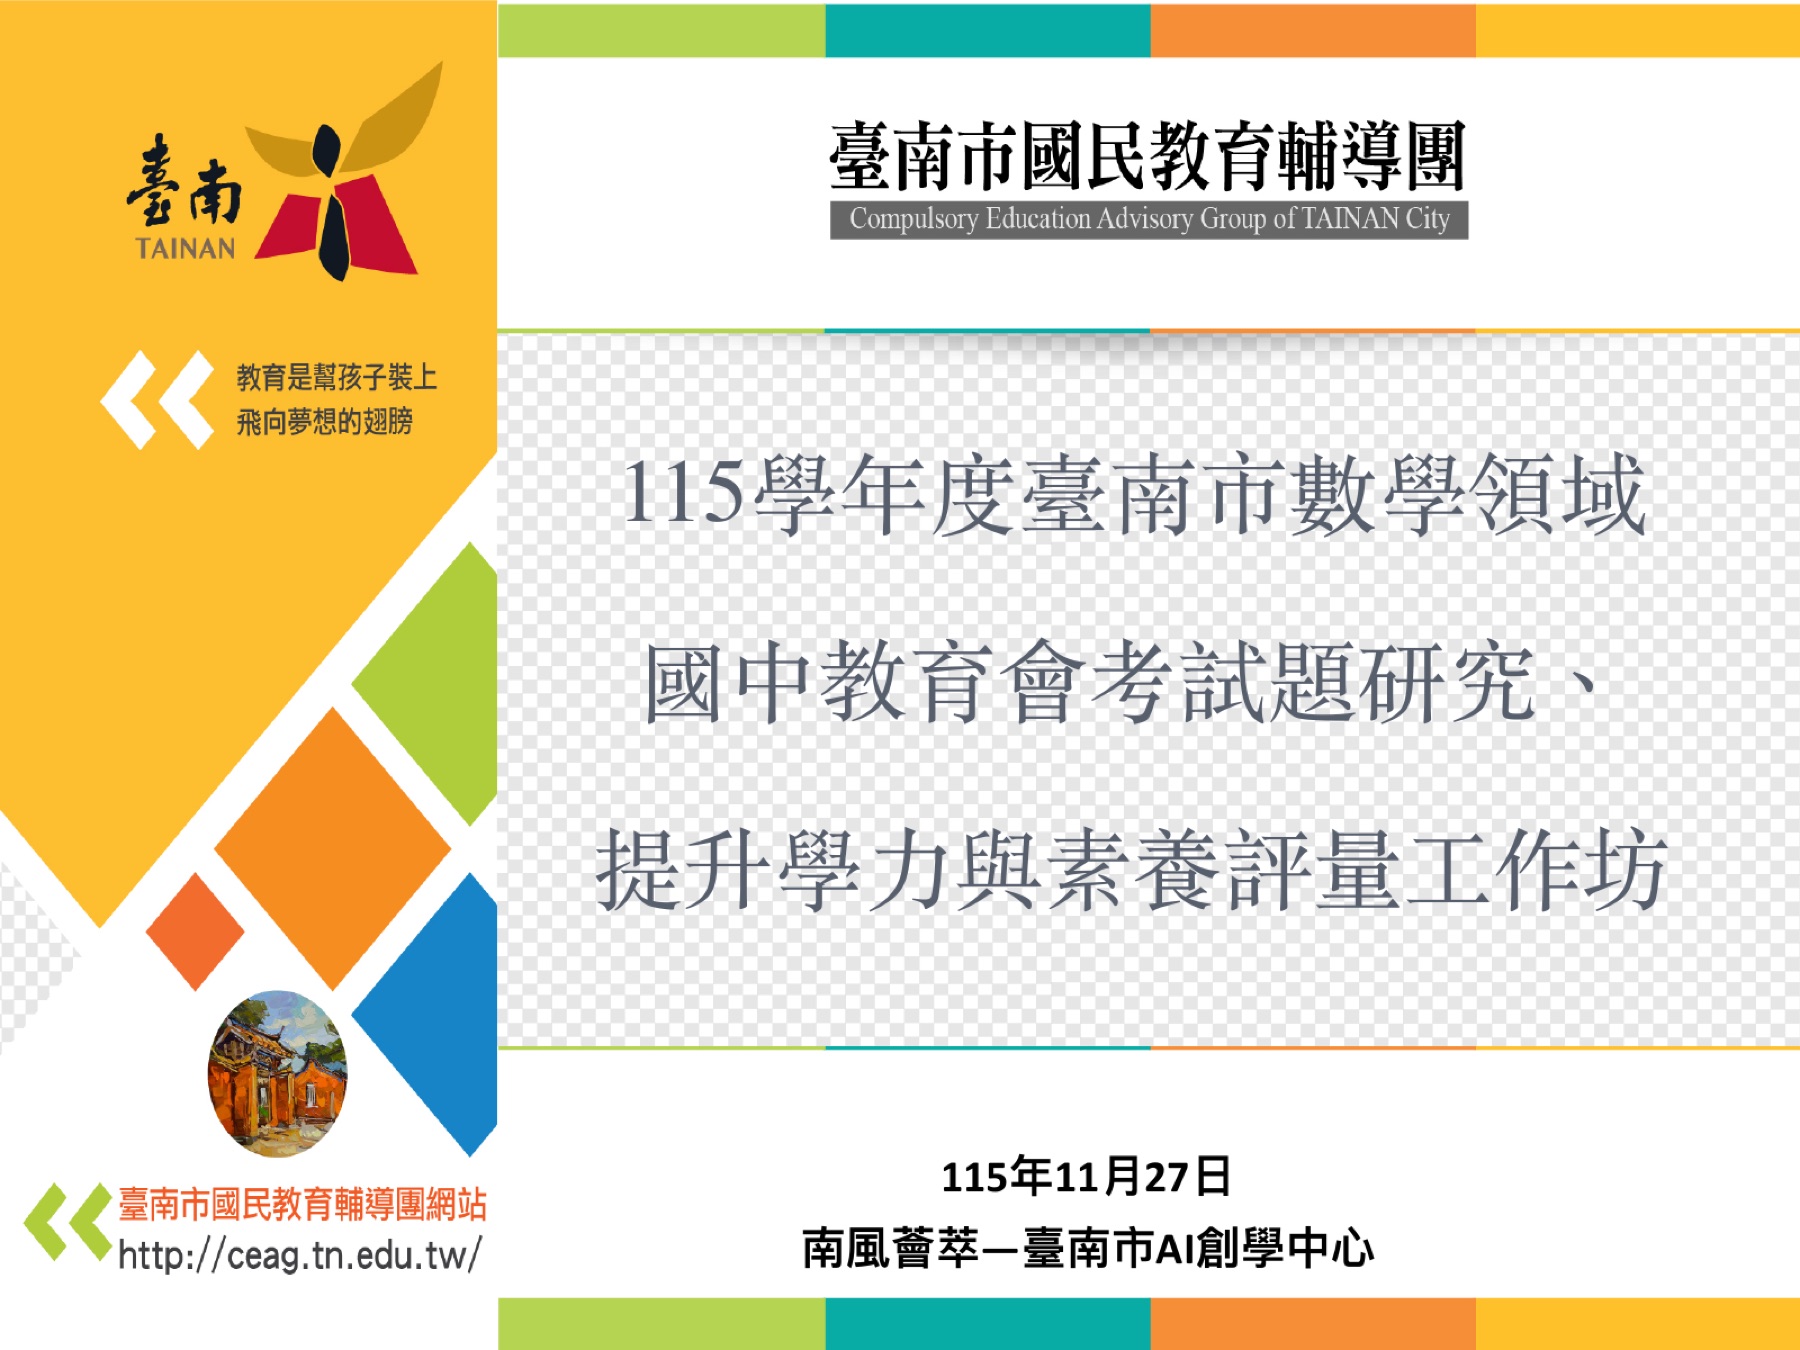 臺南
TAINAN
教育是幫孩子裝上
飛向夢想的翅膀
臺南市國民教育輔導團
Compulsory Education Advisory Group of TAINAN City
115學年度臺南市數學領域
國中教育會考試題研究、
提升學力與素養評量工作坊
115年11月27日
南風薈萃—臺南市AI創學中心
臺南市國民教育輔導團網站
http://ceag.tn.edu.tw/